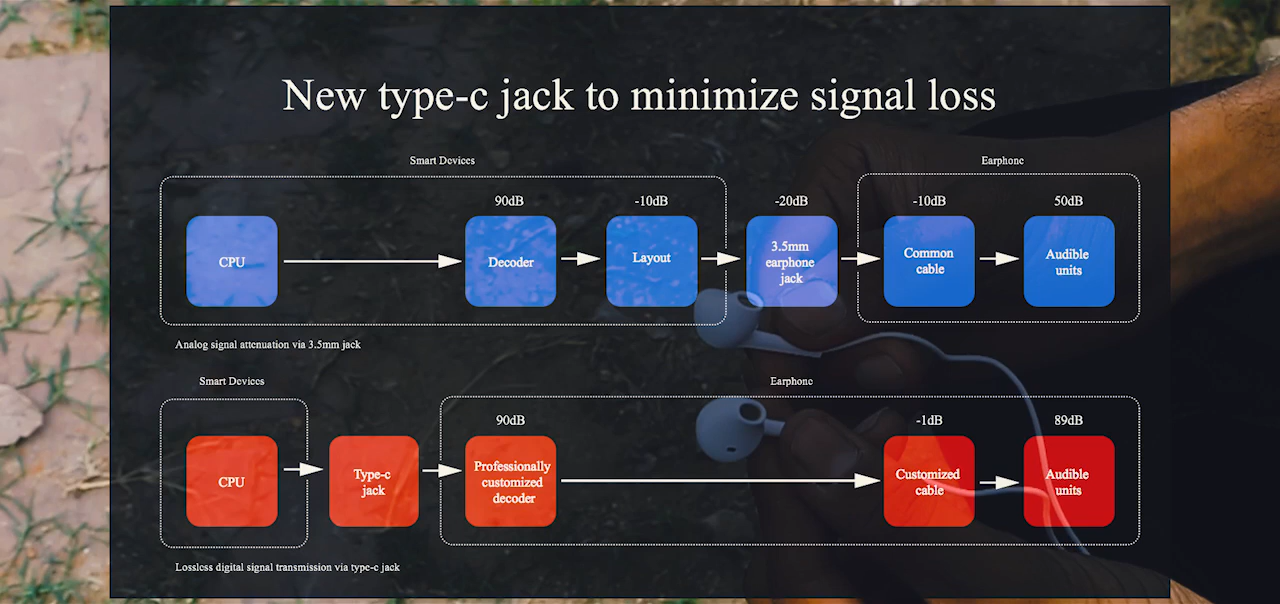 New type-c jack to minimize signal loss
Smart Devices
Earphone
90dB
-10dB
-20dB
-10dB
50dB
CPU
Decoder
Layout
3.5mm
earphone
jack
Common
cable
Audible
units
Analog signal attenuation via 3.5mm jack
Smart Devices
Earphone
90dB
-1dB
89dB
CPU
Type-c
jack
Professionally
customized
decoder
Customized
cable
Audible
units
Lossless digital signal transmission via type-c jack